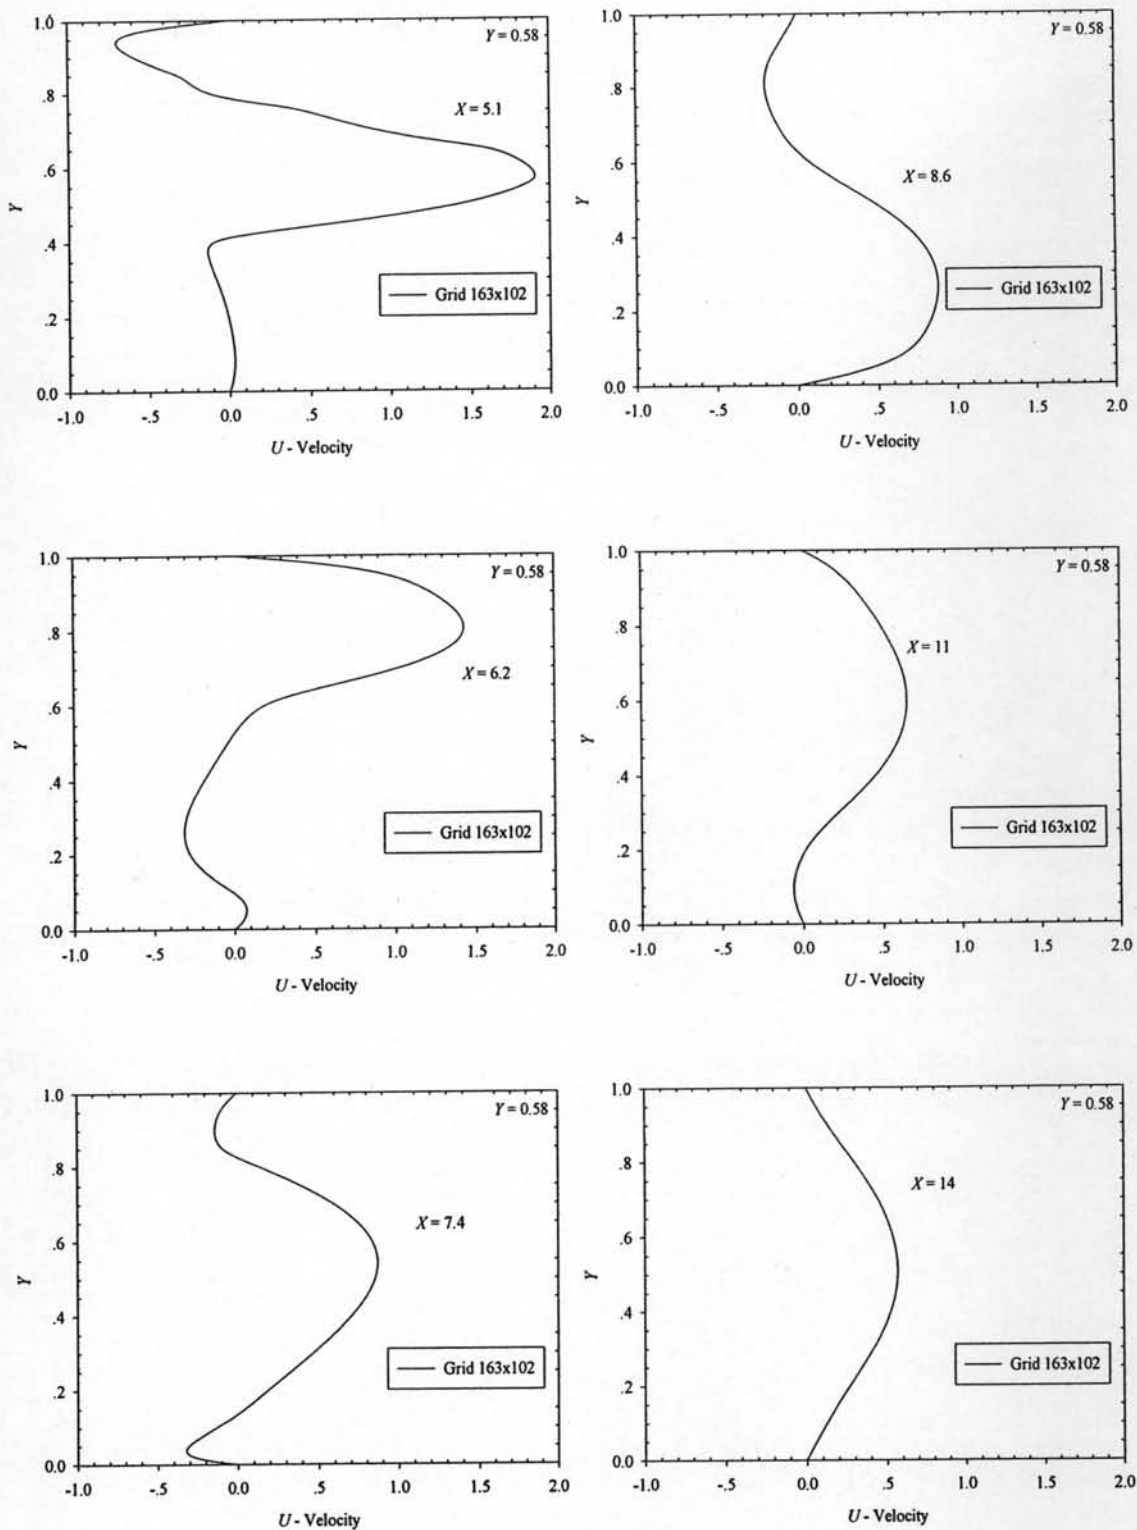 1.0
.8
.6
.4
.2
0.0
Y
Y = 0.58
X = 5.1
Grid 163x102
-1.0 -.5 0.0 .5 1.0 1.5 2.0
U - Velocity
1.0
.8
.6
.4
.2
0.0
Y
Y = 0.58
X = 8.6
Grid 163x102
-1.0 -.5 0.0 .5 1.0 1.5 2.0
U - Velocity
1.0
.8
.6
.4
.2
0.0
Y
Y = 0.58
X = 6.2
Grid 163x102
-1.0 -.5 0.0 .5 1.0 1.5 2.0
U - Velocity
1.0
.8
.6
.4
.2
0.0
Y
Y = 0.58
X = 11
Grid 163x102
-1.0 -.5 0.0 .5 1.0 1.5 2.0
U - Velocity
1.0
.8
.6
.4
.2
0.0
Y
Y = 0.58
X = 7.4
Grid 163x102
-1.0 -.5 0.0 .5 1.0 1.5 2.0
U - Velocity
1.0
.8
.6
.4
.2
0.0
Y
Y = 0.58
X = 14
Grid 163x102
-1.0 -.5 0.0 .5 1.0 1.5 2.0
U - Velocity